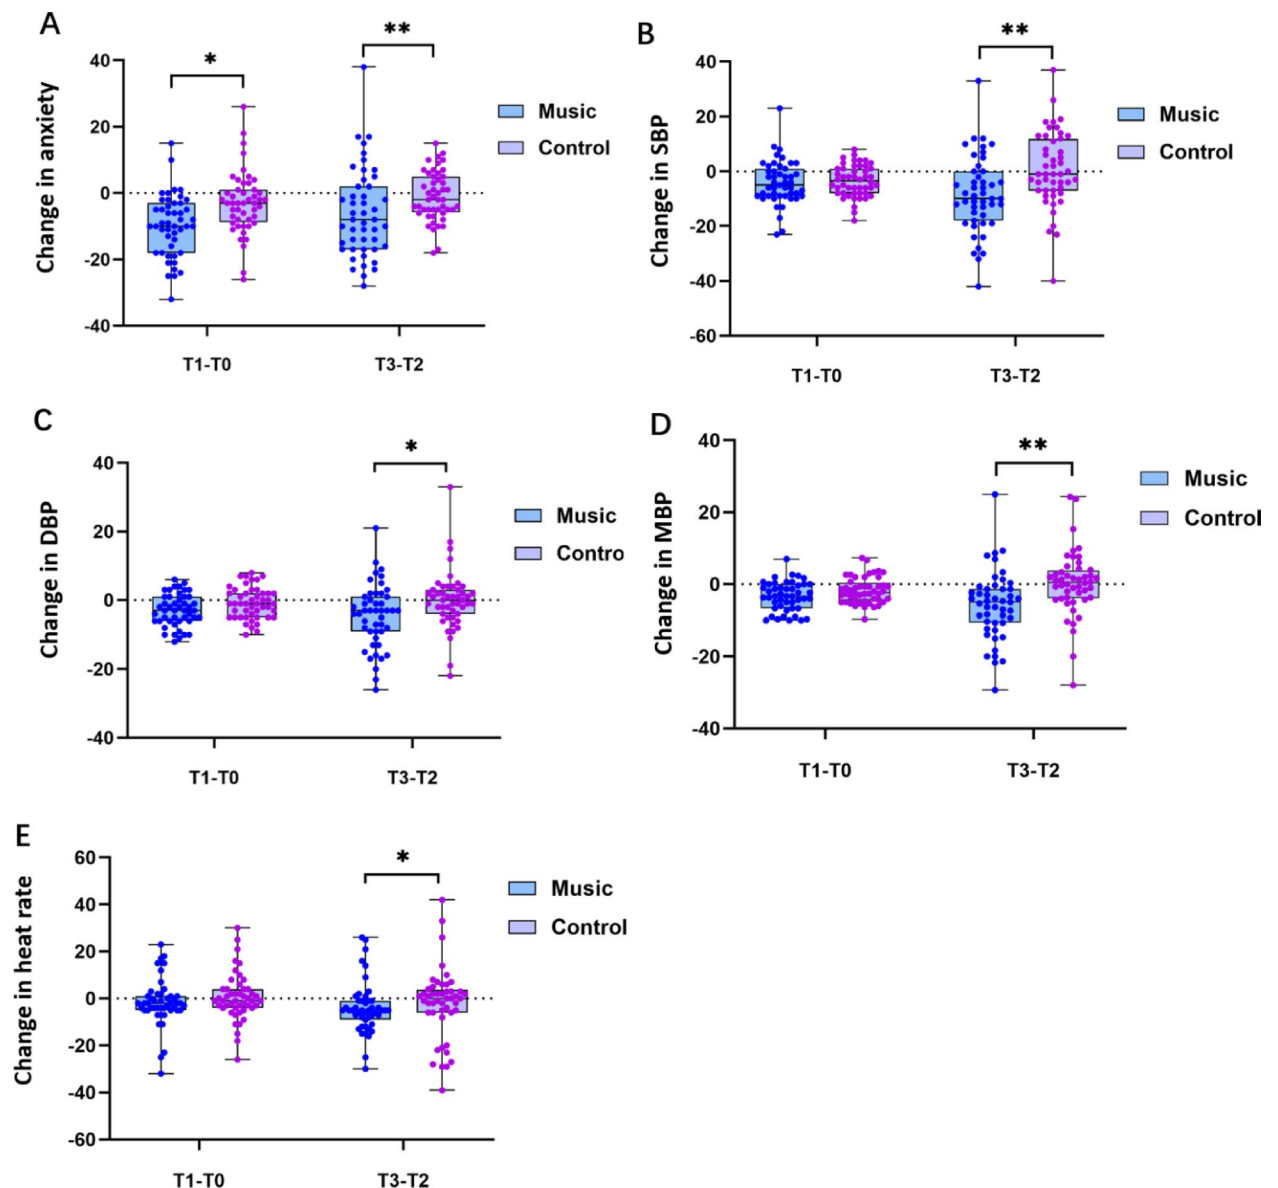 A
*
**
Change in anxiety
40
20
0
-20
-40
T1-T0
T3-T2
Music
Control
B
**
Change in SBP
40
20
0
-20
-40
-60
T1-T0
T3-T2
Music
Control
C
*
Change in DBP
40
20
0
-20
-40
T1-T0
T3-T2
Music
Contro
D
**
Change in MBP
40
20
0
-20
-40
T1-T0
T3-T2
Music
Control
E
*
Change in heat rate
60
40
20
0
-20
-40
-60
T1-T0
T3-T2
Music
Control